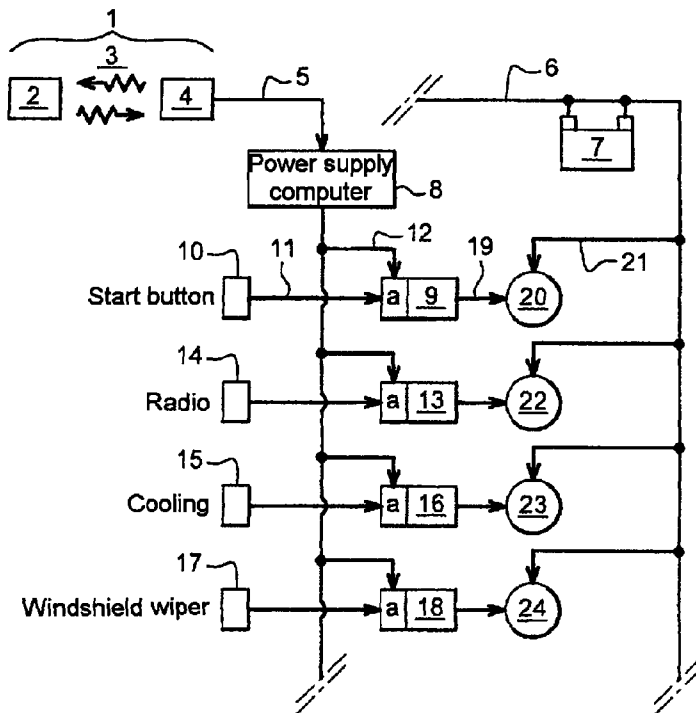 1
3
5
6
2
4
7
Power supply
computer
8
10
11
12
19
21
Start button
a
9
20
14
Radio
a
13
22
15
Cooling
a
16
23
17
Windshield wiper
a
18
24